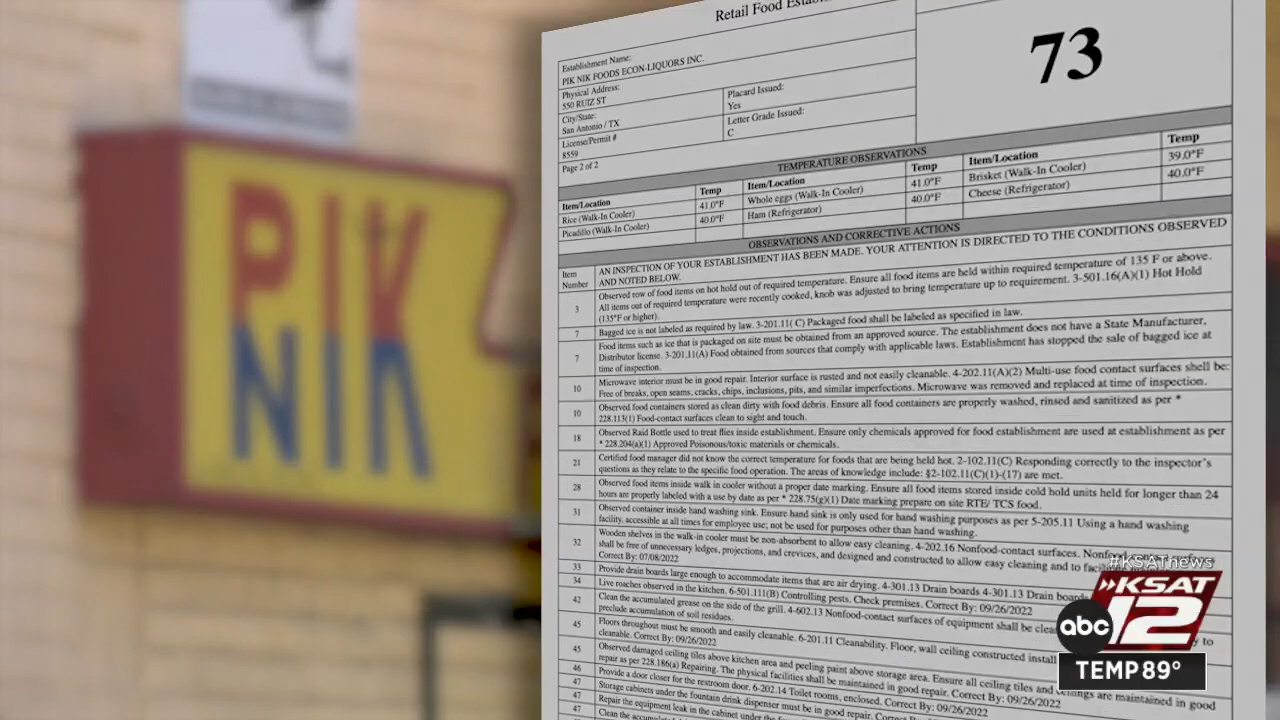 PIK
NIK
Retail Food
73
Establishment Name:
PIK NIK FOODS ECON-LIQUORS INC.
Physical Address:
550 RUIZ ST
Placard Issued:
Yes
City/State:
San Antonio / TX
Letter Grade Issued:
C
License/Permit #
8559
Page 2 of 2
TEMPERATURE OBSERVATIONS
Item/Location Temp Item/Location Temp Item/Location Temp
Rice (Walk-In Cooler) 41.0°F Whole eggs (Walk-In Cooler) 41.0°F Brisket (Walk-In Cooler) 39.0°F
Picadillo (Walk-In Cooler) 40.0°F Ham (Refrigerator) 40.0°F Cheese (Refrigerator) 40.0°F
OBSERVATIONS AND CORRECTIVE ACTIONS
Item Number
AN INSPECTION OF YOUR ESTABLISHMENT HAS BEEN MADE. YOUR ATTENTION IS DIRECTED TO THE CONDITIONS OBSERVED
AND NOTED BELOW.
3 Observed row of food items on hot hold out of required temperature. Ensure all food items are held within required temperature of 135 F or above.
All items out of required temperature were recently cooked, knob was adjusted to bring temperature up to requirement. 3-501.16(A)(1) Hot Hold
(135°F or higher).
7 Bagged ice is not labeled as required by law. 3-201.11( C) Packaged food shall be labeled as specified in law.
7 Food items such as ice that is packaged on site must be obtained from an approved source. The establishment does not have a State Manufacturer,
Distributor license. 3-201.11(A) Food obtained from sources that comply with applicable laws. Establishment has stopped the sale of bagged ice at
time of inspection.
10 Microwave interior must be in good repair. Interior surface is rusted and not easily cleanable. 4-202.11(A)(2) Multi-use food contact surfaces shell be:
Free of breaks, open seams, cracks, chips, inclusions, pits, and similar imperfections. Microwave was removed and replaced at time of inspection.
10 Observed food containers stored as clean dirty with food debris. Ensure all food containers are properly washed, rinsed and sanitized as per *
228.113(1) Food-contact surfaces clean to sight and touch.
18 Observed Raid Bottle used to treat flies inside establishment. Ensure only chemicals approved for food establishment are used at establishment as per
* 228.204(a)(1) Approved Poisonous/toxic materials or chemicals.
21 Certified food manager did not know the correct temperature for foods that are being held hot. 2-102.11(C) Responding correctly to the inspector's
questions as they relate to the specific food operation. The areas of knowledge include: §2-102.11(C)(1)-(17) are met.
28 Observed food items inside walk in cooler without a proper date marking. Ensure all food items stored inside cold hold units held for longer than 24
hours are properly labeled with a use by date as per * 228.75(g)(1) Date marking prepare on site RTE/ TCS food.
31 Observed container inside hand washing sink. Ensure hand sink is only used for hand washing purposes as per 5-205.11 Using a hand washing
facility. accessible at all times for employee use; not be used for purposes other than hand washing.
32 Wooden shelves in the walk-in cooler must be non-absorbent to allow easy cleaning. 4-202.16 Nonfood-contact surfaces.
shall be free of unnecessary ledges, projections, and crevices, and designed and constructed to allow easy cleaning and to
Correct By: 07/08/2022
33 Provide drain boards large enough to accommodate items that are air drying. 4-301.13 Drain boards 4-301.13 Drain
34 Live roaches observed in the kitchen. 6-501.111(B) Controlling pests. Check premises. Correct By: 09/26/2022
42 Clean the accumulated grease on the side of the grill. 4-602.13 Nonfood-contact surfaces of equipment shall be
preclude accumulation of soil residues.
45 Floors throughout must be smooth and easily cleanable. 6-201.11 Cleanability. Floor, wall ceiling constructed
cleanable. Correct By: 09/26/2022
45 Observed damaged ceiling tiles above kitchen area and peeling paint above storage area. Ensure all ceiling tiles and ceilings are maintained in good
repair as per 228.186(a) Repairing. The physical facilities shall be maintained in good repair. Correct By: 09/26/2022
46 Provide a door closer for the restroom door. 6-202.14 Toilet rooms, enclosed. Correct By: 09/26/2022
47 Storage cabinets under the fountain drink dispenser must be in good repair. Correct By: 09/26/2022
47 Repair the equipment leak in the cabinet under the
47 Clean the accumulated
#KSATnews
KSAT
abc 12
TEMP 89°